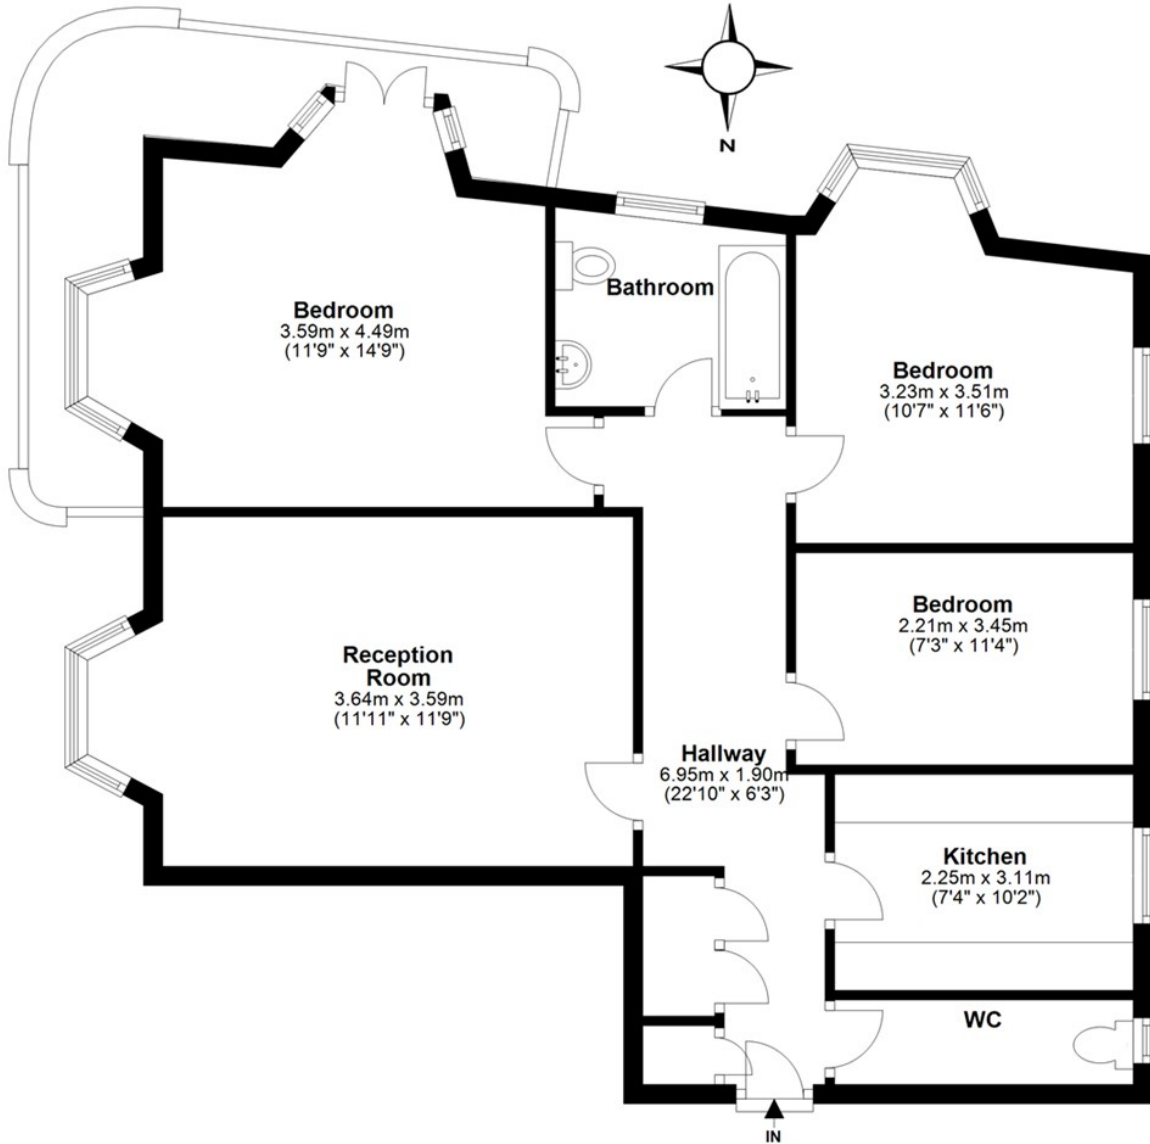 N
Bedroom
3.59m x 4.49m
(11'9" x 14'9")
Bathroom
Bedroom
3.23m x 3.51m
(10'7" x 11'6")
Bedroom
2.21m x 3.45m
(7'3" x 11'4")
Reception
Room
3.64m x 3.59m
(11'11" x 11'9")
Hallway
6.95m x 1.90m
(22'10" x 6'3")
Kitchen
2.25m x 3.11m
(7'4" x 10'2")
WC
IN